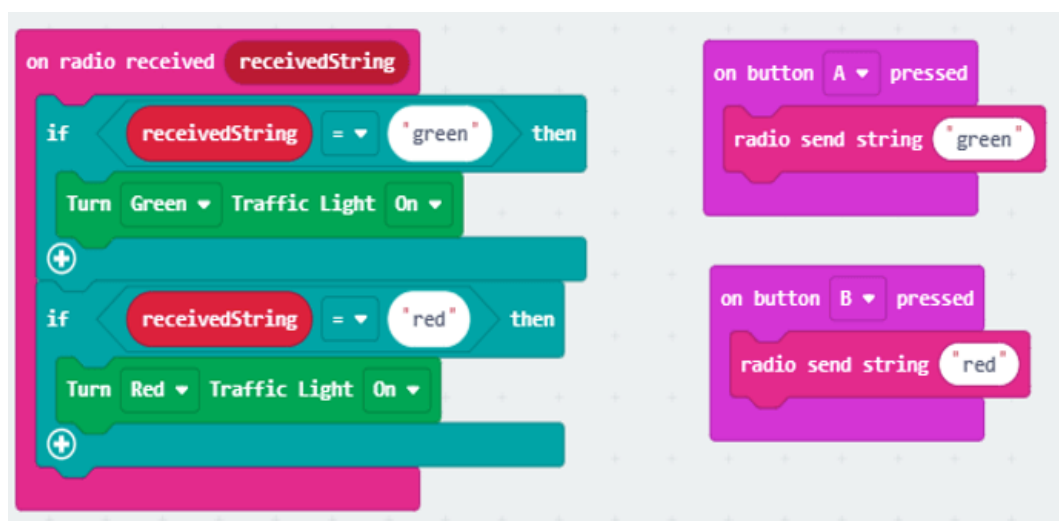 on radio received receivedString
if receivedString = "green" then
Turn Green Traffic Light On
if receivedString = "red" then
Turn Red Traffic Light On
on button A pressed
radio send string "green"
on button B pressed
radio send string "red"